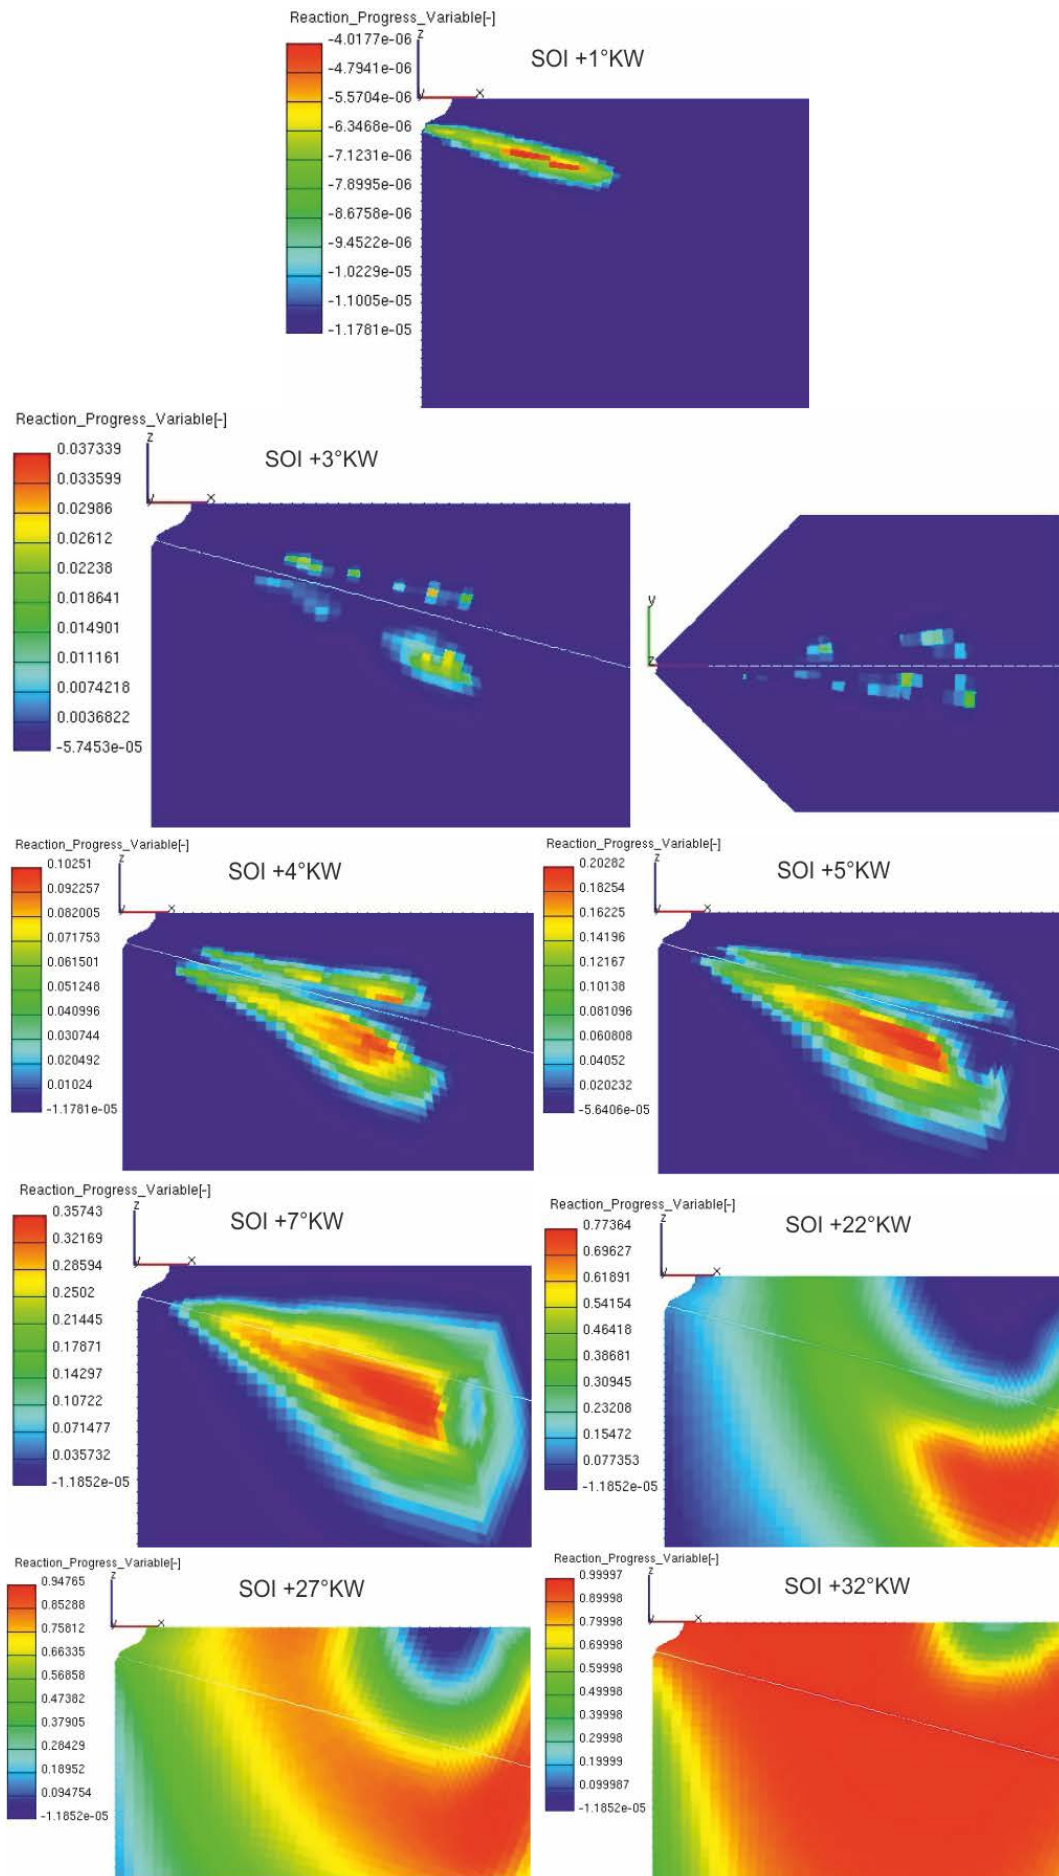 Reaction_Progress_Variable[-]
SOI +1°KW
z
-4.0177e-06
-4.7941e-06
-5.5704e-06
-6.3468e-06
-7.1231e-06
-7.8995e-06
-8.6758e-06
-9.4522e-06
-1.0229e-05
-1.1005e-05
-1.1781e-05
x
Reaction_Progress_Variable[-]
SOI +3°KW
z
0.037339
0.033599
0.02986
0.02612
0.02238
0.018641
0.014901
0.011161
0.0074218
0.0036822
-5.7453e-05
x
y
z
Reaction_Progress_Variable[-]
SOI +4°KW
z
0.10251
0.092257
0.082005
0.071753
0.061501
0.051248
0.040996
0.030744
0.020492
0.01024
-1.1781e-05
x
Reaction_Progress_Variable[-]
SOI +5°KW
z
0.20282
0.18254
0.16225
0.14196
0.12167
0.10138
0.081096
0.060808
0.04052
0.020232
-5.6406e-05
x
Reaction_Progress_Variable[-]
SOI +7°KW
z
0.35743
0.32169
0.28594
0.2502
0.21445
0.17871
0.14297
0.10722
0.071477
0.035732
-1.1852e-05
x
Reaction_Progress_Variable[-]
SOI +22°KW
z
0.77364
0.69627
0.61891
0.54154
0.46418
0.38681
0.30945
0.23208
0.15472
0.077353
-1.1852e-05
x
Reaction_Progress_Variable[-]
SOI +27°KW
z
0.94765
0.85288
0.75812
0.66335
0.56858
0.47382
0.37905
0.28429
0.18952
0.094754
-1.1852e-05
x
Reaction_Progress_Variable[-]
SOI +32°KW
z
0.99997
0.89998
0.79998
0.69998
0.59998
0.49998
0.39998
0.29998
0.19999
0.099987
-1.1852e-05
x